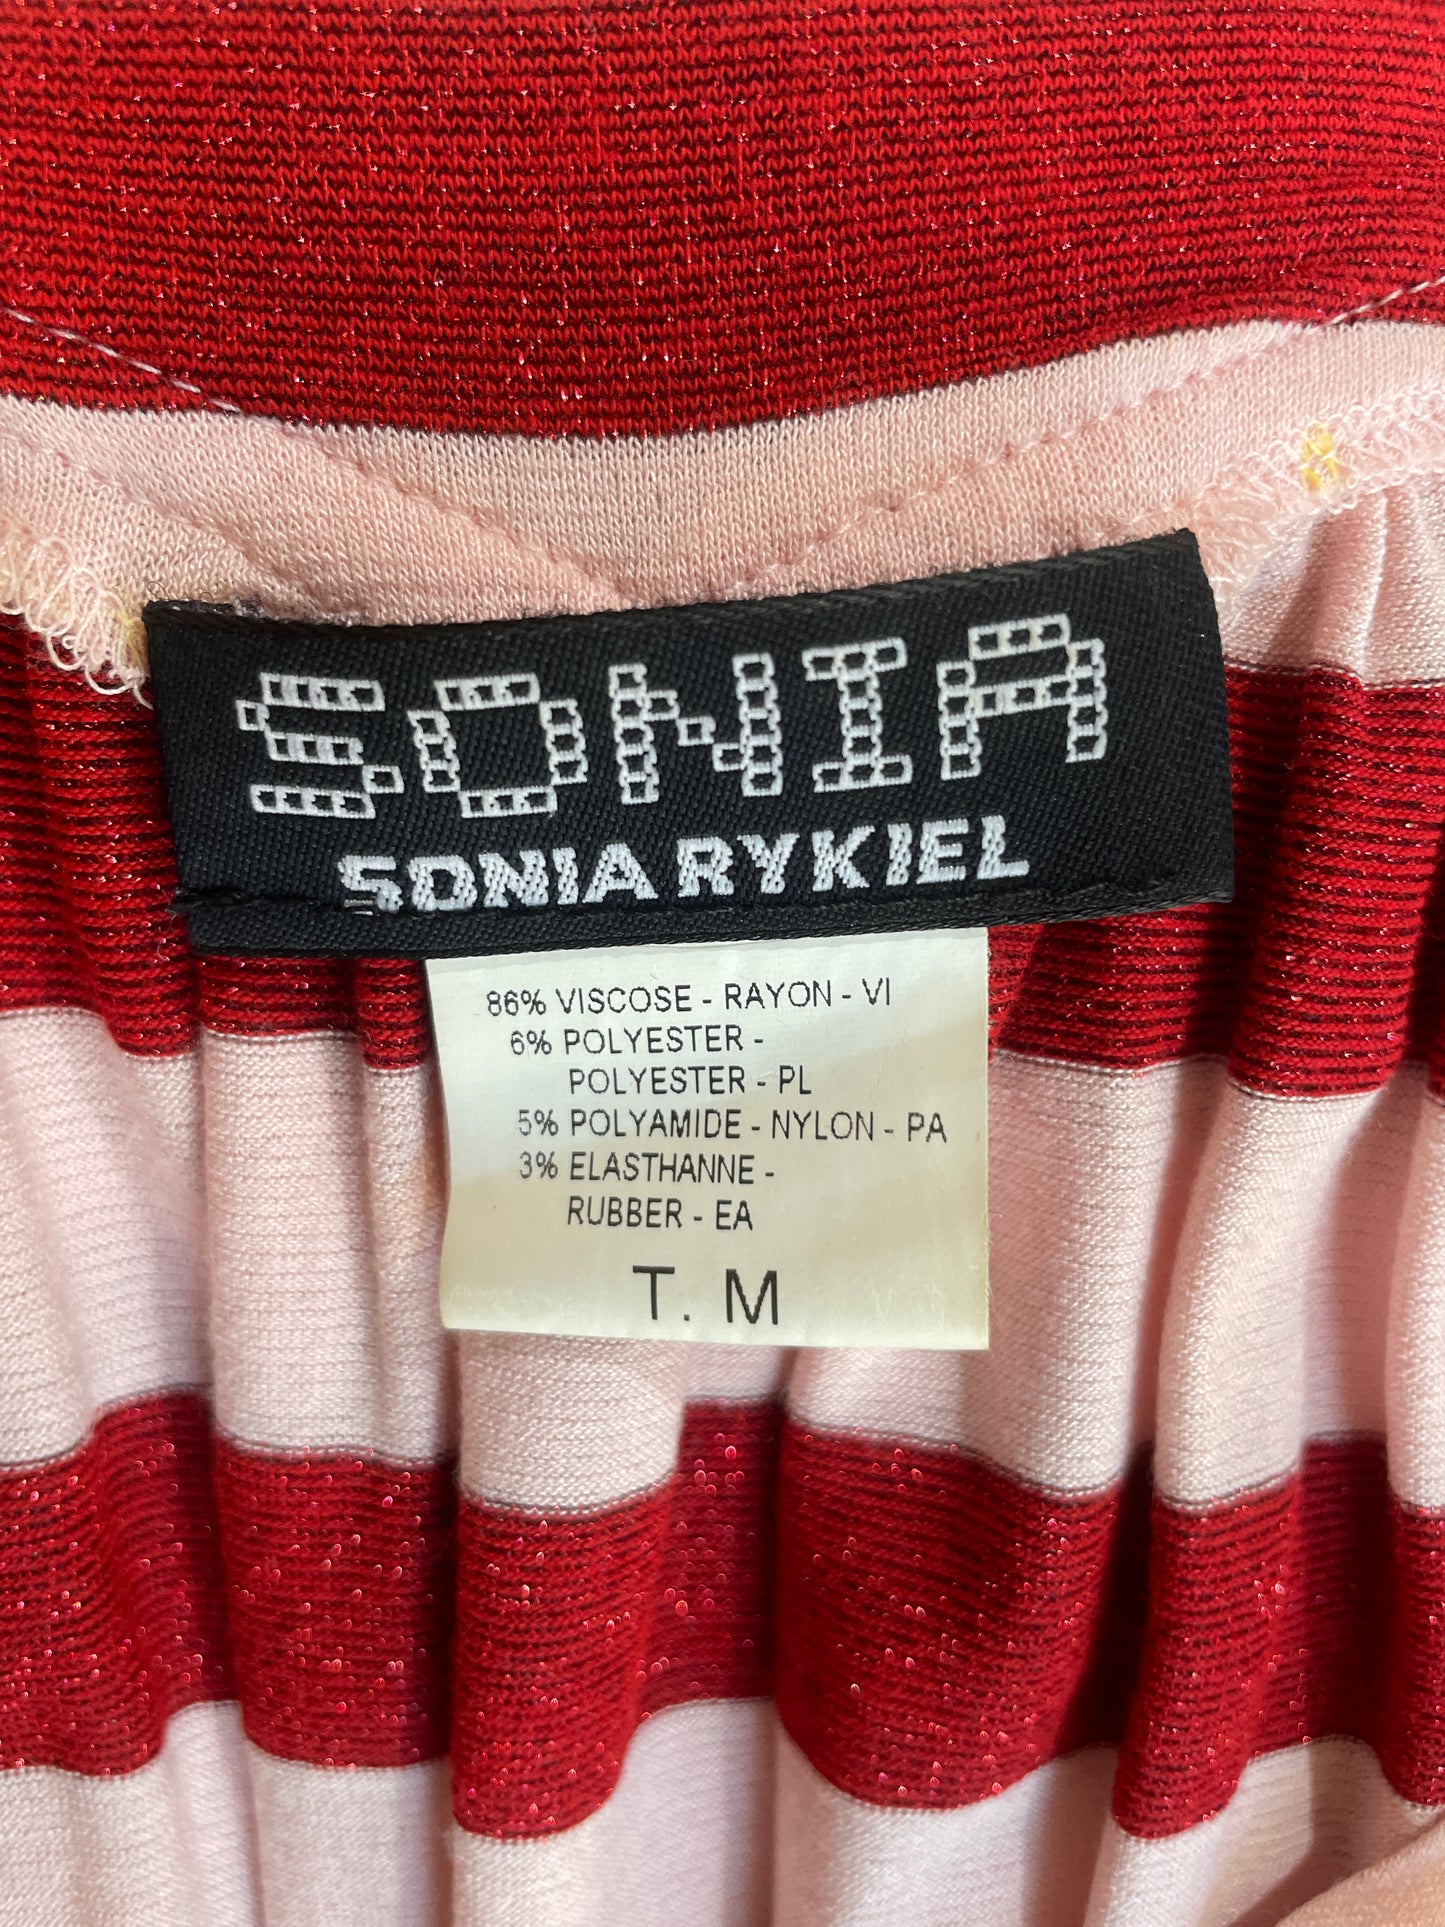 SONIA
SONIA RYKIEL
86% VISCOSE - RAYON - VI
6% POLYESTER -
POLYESTER - PL
5% POLYAMIDE - NYLON - PA
3% ELASTHANNE -
RUBBER - EA
T. M